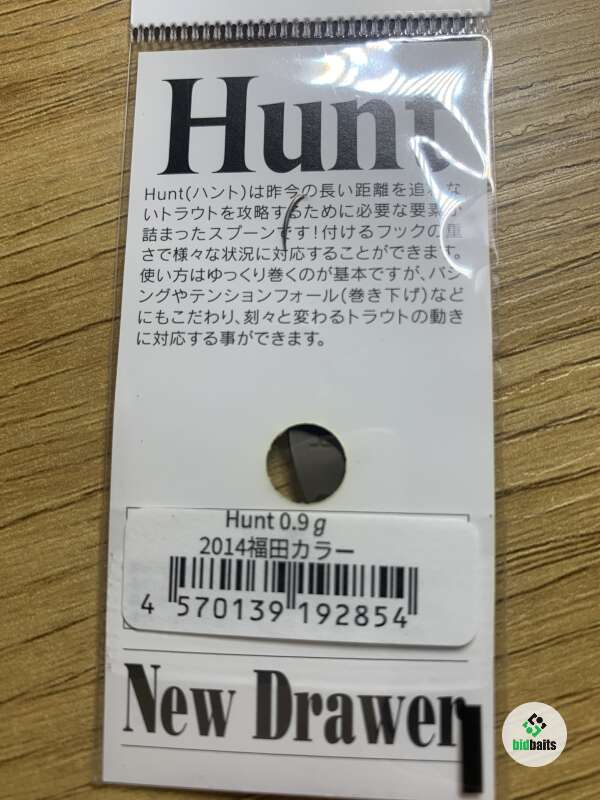 Hunt
Hunt(ハント)は昨今の長い距離を追わな
いトラウトを攻略するために必要な要素が
詰まったスプーンです!付けるフックの重
さで様々な状況に対応することができます。
使い方はゆっくり巻くのが基本ですが、バジ
ングやテンションフォール(巻き下げ)など
にもこだわり、刻々と変わるトラウトの動き
に対応する事ができます。
Hunt 0.9g
2014福田カラー
4 570139 192854
New Drawer
bidbaits